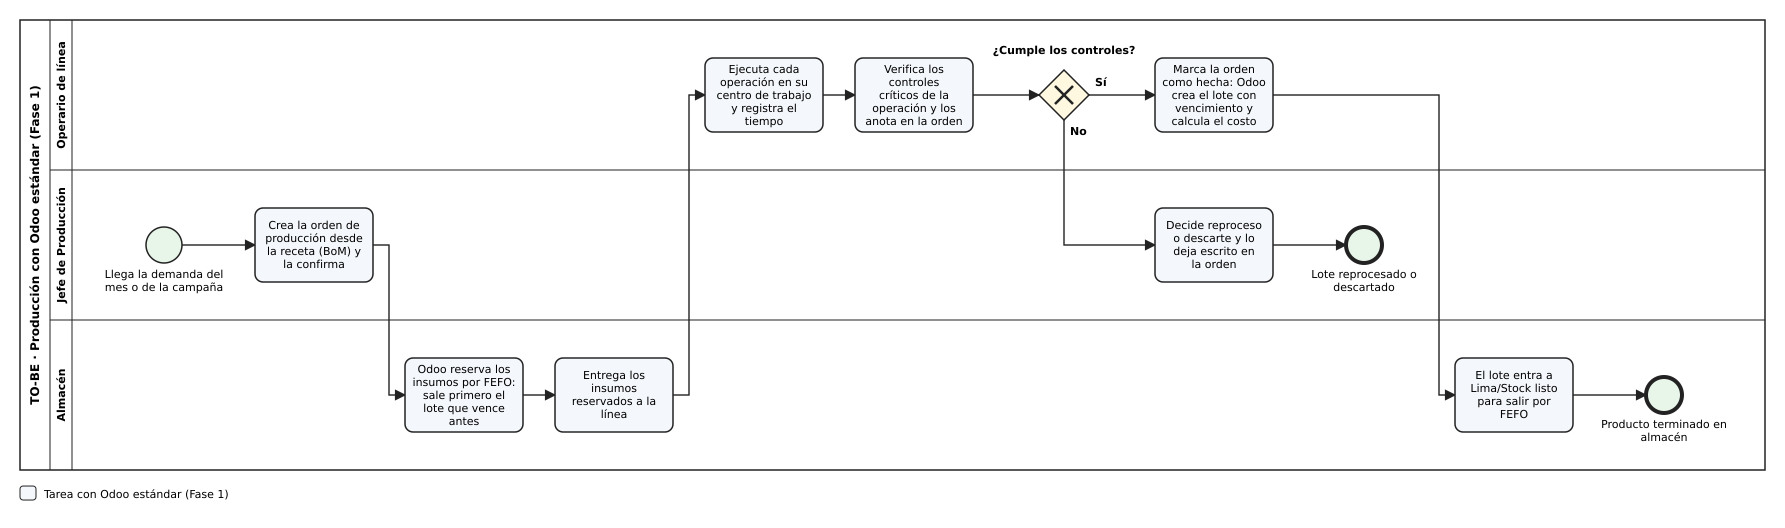 TO-BE · Producción con Odoo estándar (Fase 1)
Operario de línea
Ejecuta cada
operación en su
centro de trabajo
y registra el
tiempo
Verifica los
controles
críticos de la
operación y los
anota en la orden
¿Cumple los controles?
Sí
No
Marca la orden
como hecha: Odoo
crea el lote con
vencimiento y
calcula el costo
Jefe de Producción
Llega la demanda del
mes o de la campaña
Crea la orden de
producción desde
la receta (BoM) y
la confirma
Decide reproceso
o descarte y lo
deja escrito en
la orden
Lote reprocesado o
descartado
Almacén
Odoo reserva los
insumos por FEFO:
sale primero el
lote que vence
antes
Entrega los
insumos
reservados a la
línea
El lote entra a
Lima/Stock listo
para salir por
FEFO
Producto terminado en
almacén
Tarea con Odoo estándar (Fase 1)